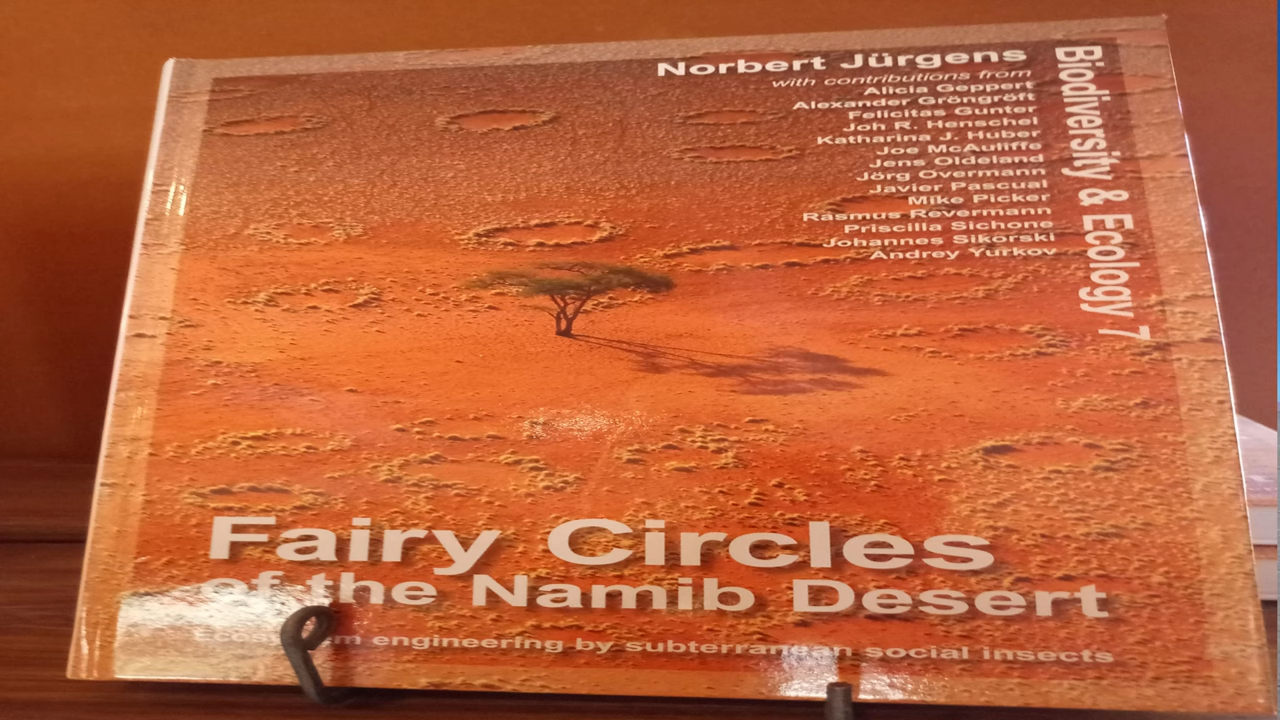 Norbert Jürgens
with contributions from
Alicia Geppert
Alexander Gröngröft
Felicitas Gunter
Joh R. Henschel
Katharina J. Huber
Joe McAuliffe
Jens Oldeland
Jörg Overmann
Javier Pascual
Mike Picker
Rasmus Revermann
Priscilla Sichone
Johannes Sikorski
Andrey Yurkov
Biodiversity & Ecology 7
Fairy Circles
of the Namib Desert
engineering by subterranean social insects